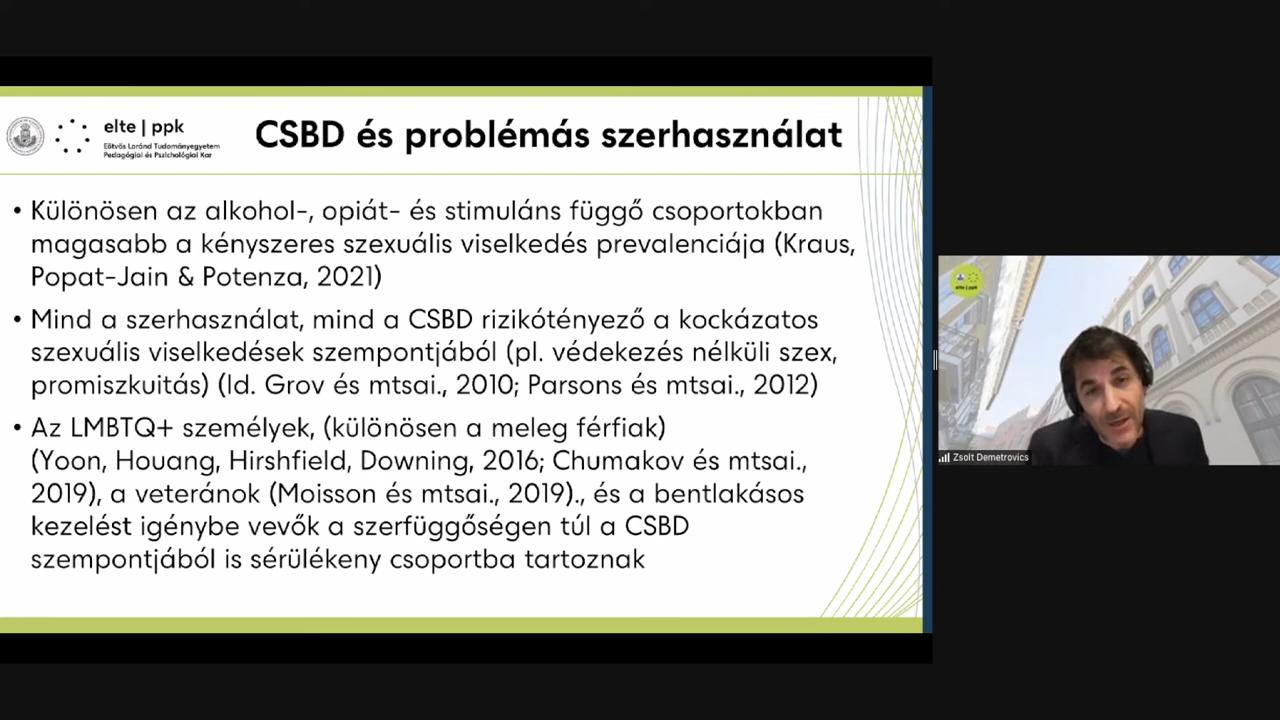 elte | ppk
Eötvös Loránd Tudományegyetem
Pedagógiai és Pszichológiai Kar
CSBD és problémás szerhasználat
• Különösen az alkohol-, opiát- és stimuláns függő csoportokban
magasabb a kényszeres szexuális viselkedés prevalenciája (Kraus,
Popat-Jain & Potenza, 2021)
• Mind a szerhasználat, mind a CSBD rizikótényező a kockázatos
szexuális viselkedések szempontjából (pl. védekezés nélküli szex,
promiszkuitás) (ld. Grov és mtsai., 2010; Parsons és mtsai., 2012)
• Az LMBTQ+ személyek, (különösen a meleg férfiak)
(Yoon, Houang, Hirshfield, Downing, 2016; Chumakov és mtsai.,
2019), a veteránok (Moisson és mtsai., 2019)., és a bentlakásos
kezelést igénybe vevők a szerfüggőségen túl a CSBD
szempontjából is sérülékeny csoportba tartoznak
elte | ppk
Zsolt Demetrovics